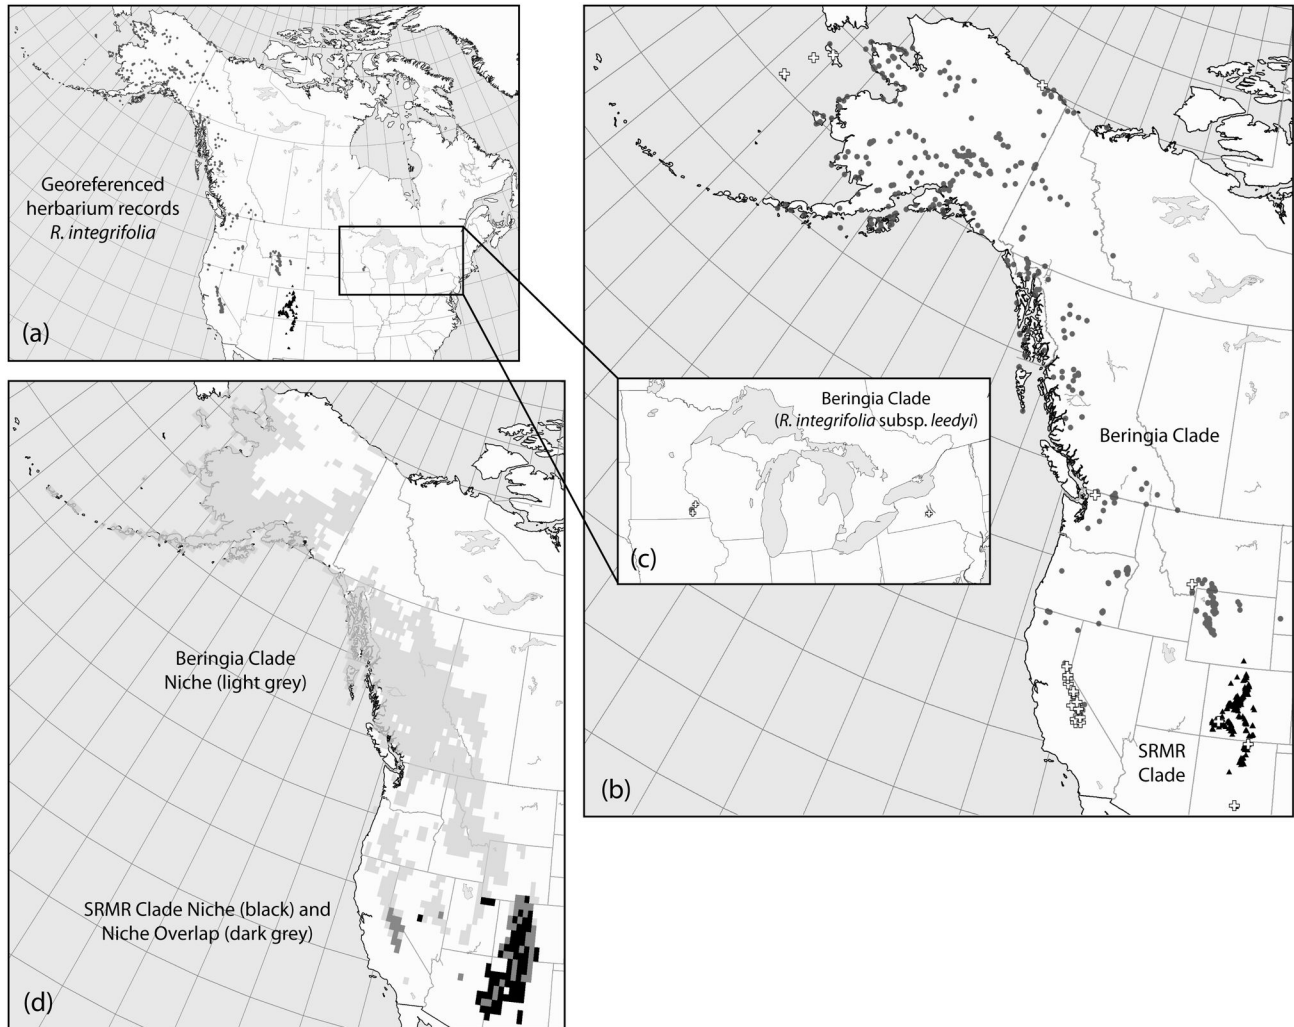 Georeferenced
herbarium records
R. integrifolia
(a)
Beringia Clade
SRMR
Clade
(b)
Beringia Clade
(R. integrifolia subsp. leedyi)
(c)
Beringia Clade
Niche (light grey)
SRMR Clade Niche (black) and
Niche Overlap (dark grey)
(d)